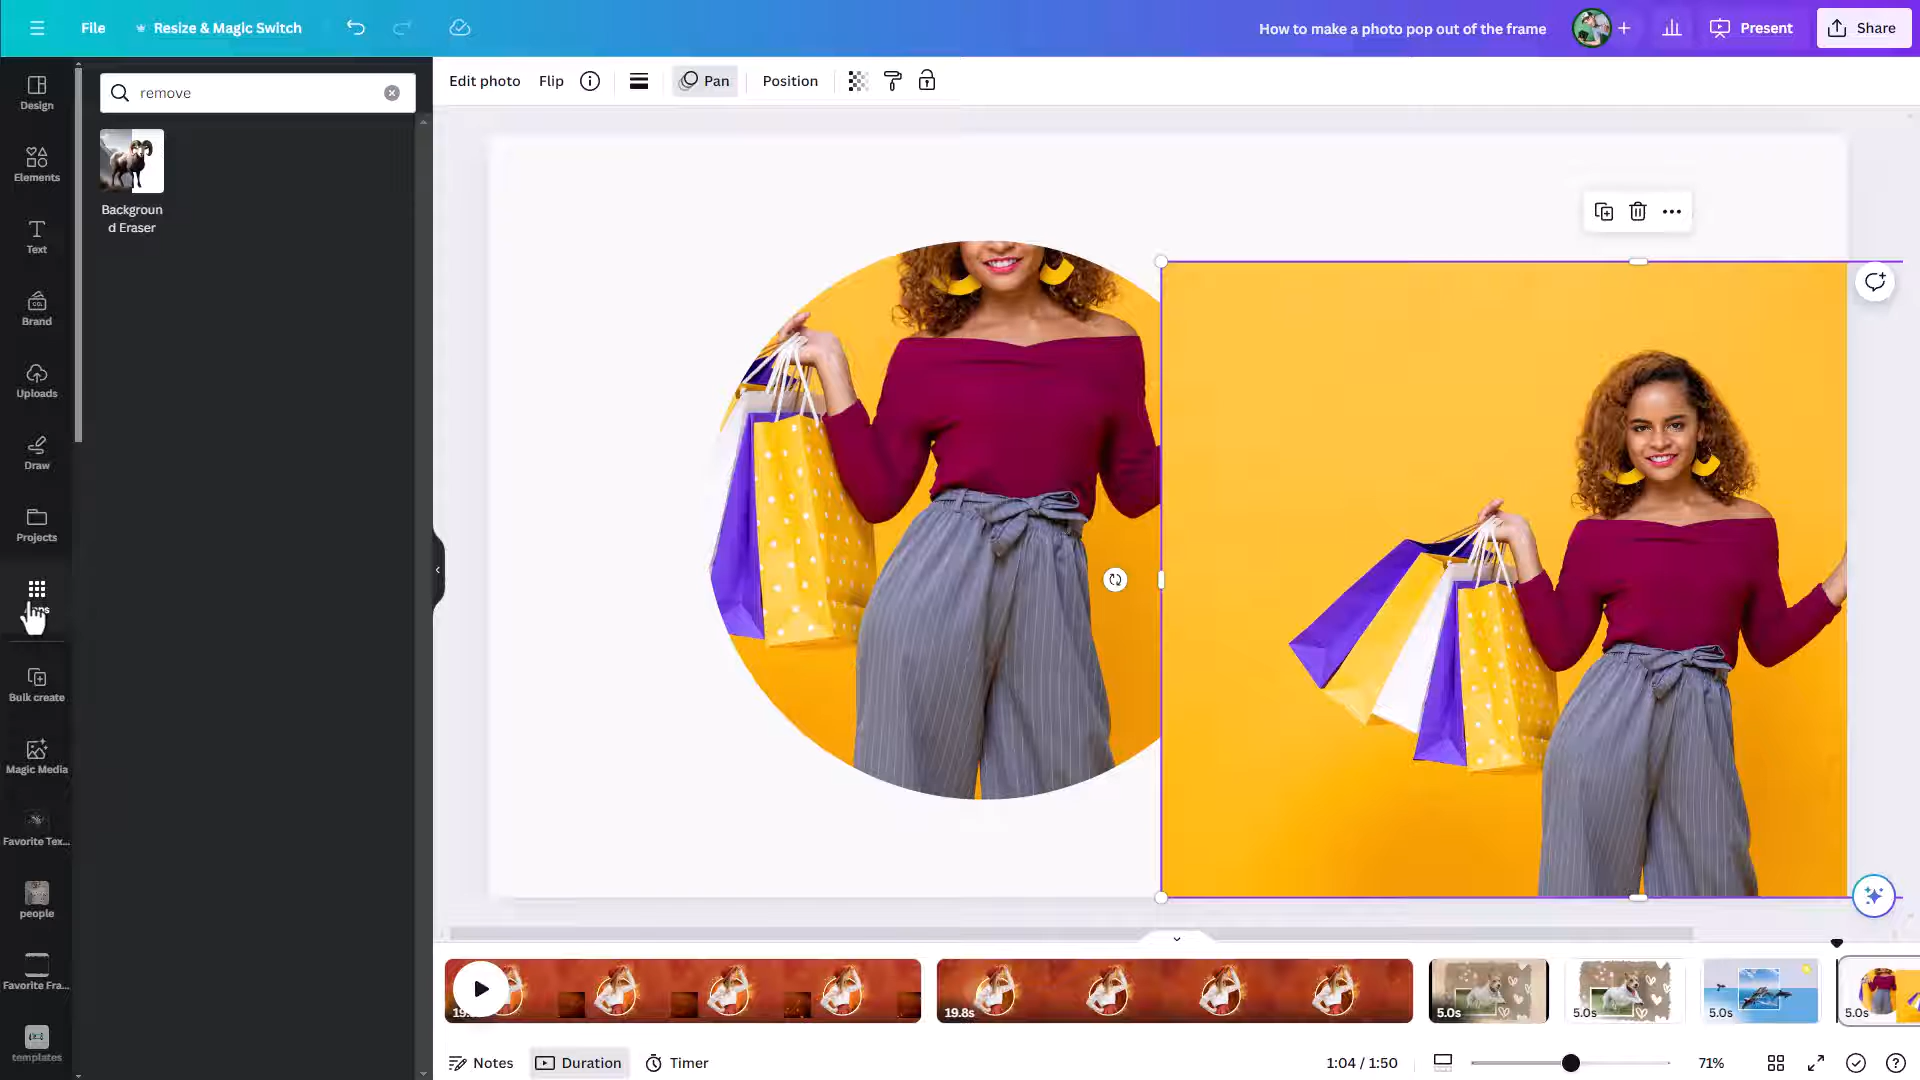 File
Resize & Magic Switch
How to make a photo pop out of the frame
Present
Share
Design
Elements
Text
Brand
Uploads
Draw
Projects
Bulk create
Magic Media
Favorite Tex...
people
Favorite Fra...
templates
remove
Backgroun
d Eraser
Edit photo
Flip
Pan
Position
19.8s
5.0s
5.0s
5.0s
5.0s
Notes
Duration
Timer
1:04 / 1:50
71%